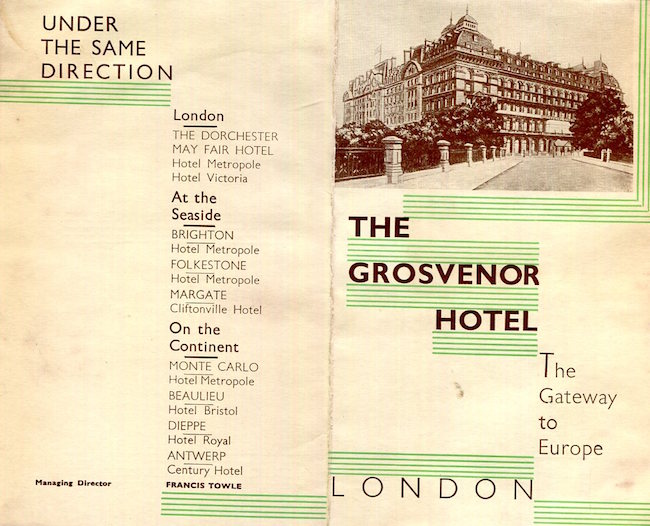 UNDER
THE SAME
DIRECTION
London
THE DORCHESTER
MAY FAIR HOTEL
Hotel Metropole
Hotel Victoria
At the
Seaside
BRIGHTON
Hotel Metropole
FOLKESTONE
Hotel Metropole
MARGATE
Cliftonville Hotel
On the
Continent
MONTE CARLO
Hotel Metropole
BEAULIEU
Hotel Bristol
DIEPPE
Hotel Royal
ANTWERP
Century Hotel
Managing Director FRANCIS TOWLE
THE
GROSVENOR
HOTEL
The
Gateway
to
Europe
LONDON